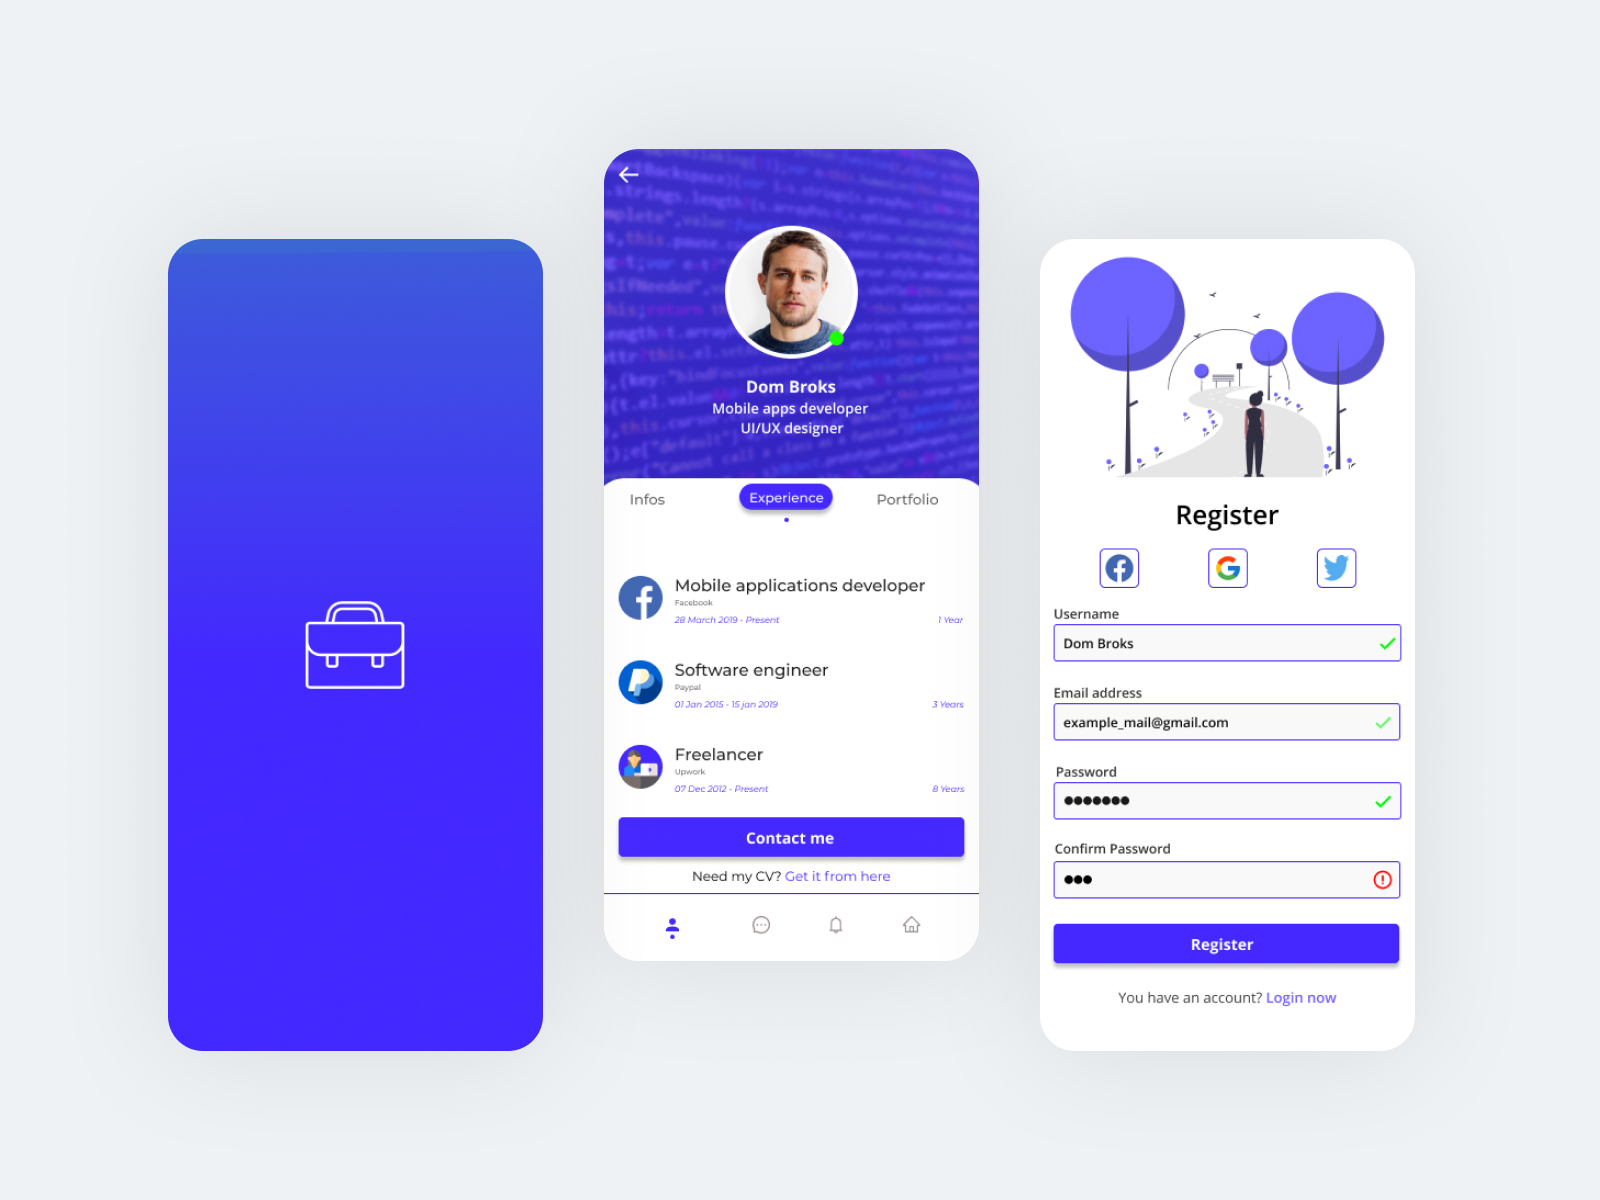 Dom Broks
Mobile apps developer
UI/UX designer
Infos
Experience
Portfolio
Mobile applications developer
Facebook
28 March 2019 - Present
1 Year
Software engineer
Paypal
01 Jan 2015 - 15 jan 2019
3 Years
Freelancer
Upwork
07 Dec 2012 - Present
8 Years
Contact me
Need my CV? Get it from here
Register
Username
Dom Broks
Email address
example_mail@gmail.com
Password
Confirm Password
Register
You have an account? Login now